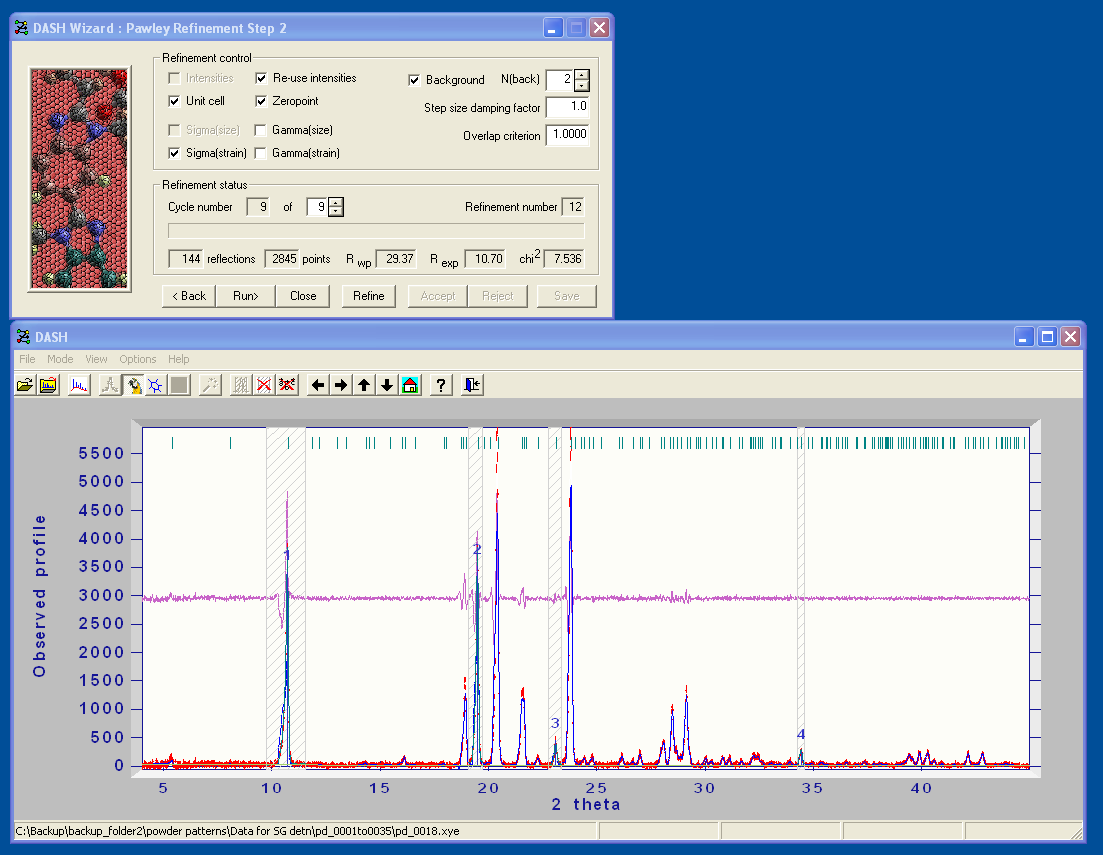 DASH Wizard : Pawley Refinement Step 2
Refinement control
Intensities Re-use intensities Background N(back) 2
Unit cell Zeropoint Step size damping factor 1.0
Sigma(size) Gamma(size) Overlap criterion 1.0000
Sigma(strain) Gamma(strain)
Refinement status
Cycle number 9 of 9 Refinement number 12
144 reflections 2845 points R wp 29.37 R exp 10.70 chi2 7.536
< Back Run> Close Refine Accept Reject Save
DASH
File Mode View Options Help
?
5500
5000
4500
4000
3500
3000
2500
2000
1500
1000
500
0
Observed profile
1
2
3
4
5 10 15 20 25 30 35 40
2 theta
C:\Backup\backup_folder2\powder patterns\Data for SG detn\pd_0001to0035\pd_0018.xye